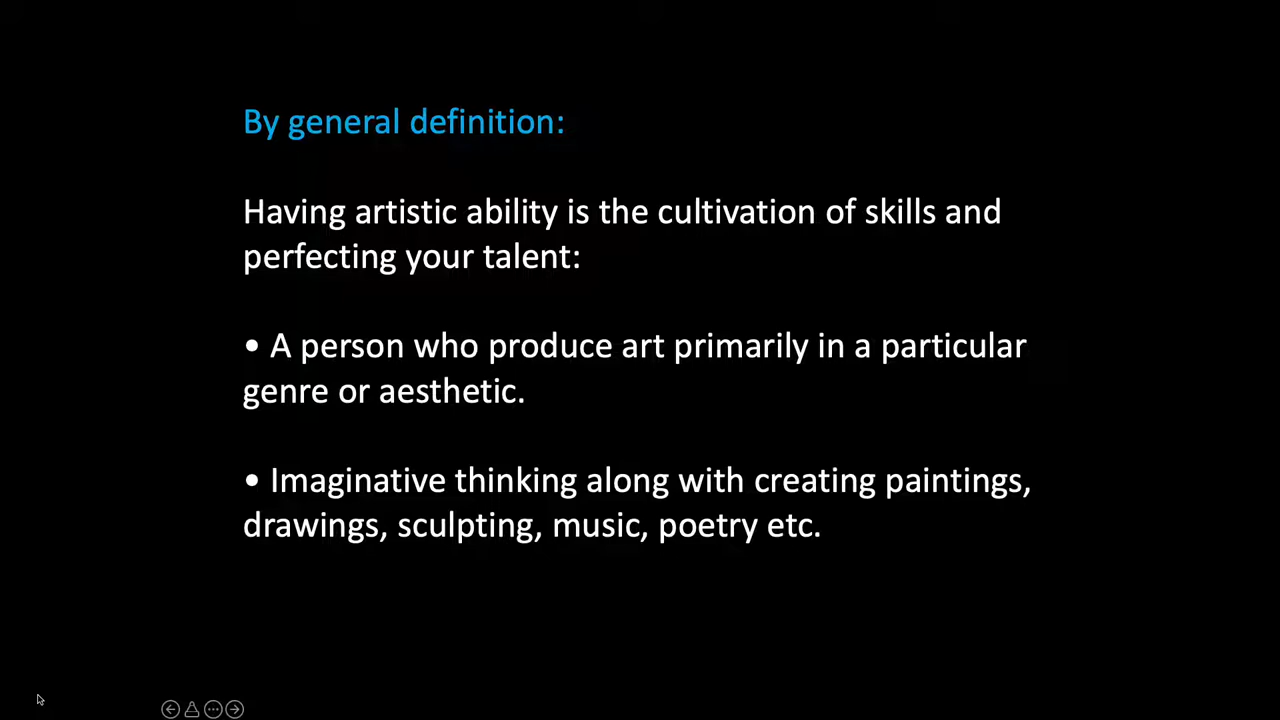 By general definition:
Having artistic ability is the cultivation of skills and
perfecting your talent:
• A person who produce art primarily in a particular
genre or aesthetic.
• Imaginative thinking along with creating paintings,
drawings, sculpting, music, poetry etc.